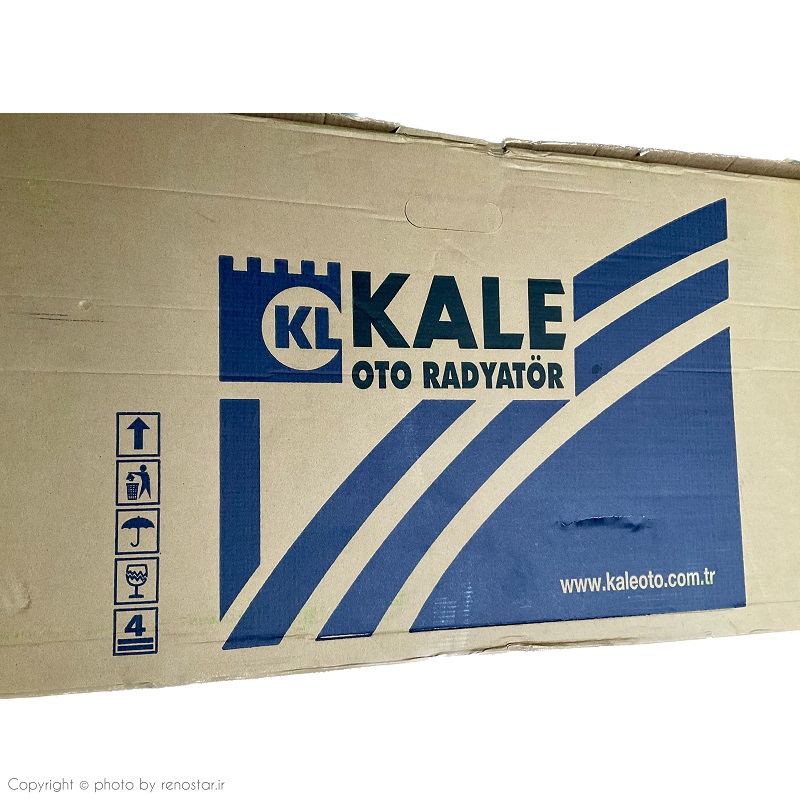 KL
KALE
OTO RADYATÖR
4
www.kaleoto.com.tr
Copyright © photo by renostar.ir